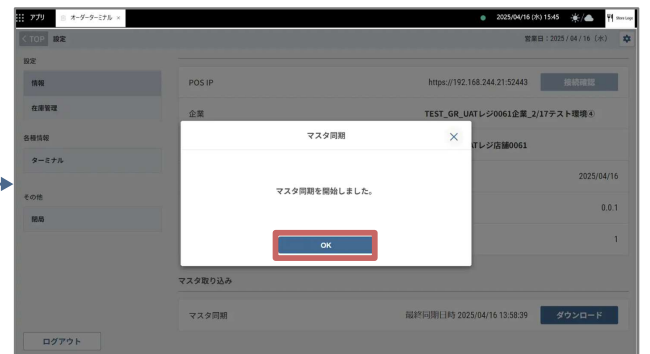 アプリ オーダーターミナル × 2025/04/16 (水) 15:45 Store Logo
< TOP 設定 営業日：2025 / 04 / 16 （水）
設定
情報
在庫管理
各種情報
ターミナル
その他
閉局
ログアウト
POS IP https://192.168.244.21:52443 接続確認
企業 TEST_GR_UATレジ0061企業_2/17テスト環境④
マスタ同期 ×
レジ店舗0061
マスタ同期を開始しました。
2025/04/16
0.0.1
OK
1
マスタ取り込み
マスタ同期 最終同期日時 2025/04/16 13:58:39 ダウンロード